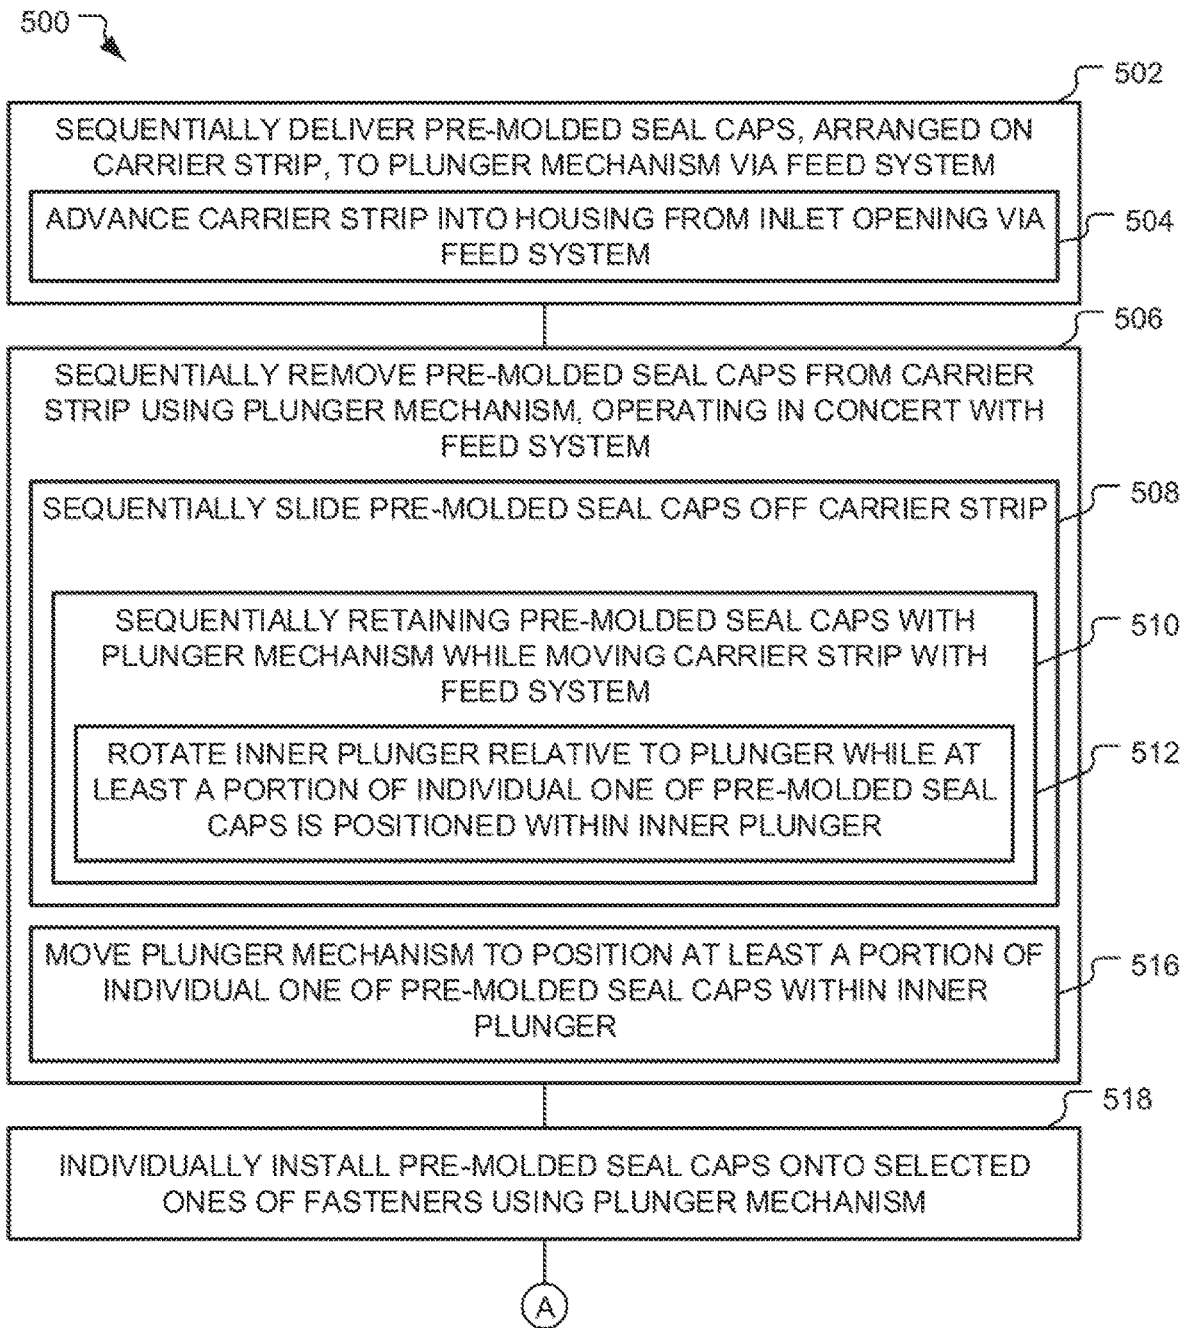 500
502
SEQUENTIALLY DELIVER PRE-MOLDED SEAL CAPS, ARRANGED ON
CARRIER STRIP, TO PLUNGER MECHANISM VIA FEED SYSTEM
ADVANCE CARRIER STRIP INTO HOUSING FROM INLET OPENING VIA
FEED SYSTEM
504
506
SEQUENTIALLY REMOVE PRE-MOLDED SEAL CAPS FROM CARRIER
STRIP USING PLUNGER MECHANISM, OPERATING IN CONCERT WITH
FEED SYSTEM
SEQUENTIALLY SLIDE PRE-MOLDED SEAL CAPS OFF CARRIER STRIP
508
SEQUENTIALLY RETAINING PRE-MOLDED SEAL CAPS WITH
PLUNGER MECHANISM WHILE MOVING CARRIER STRIP WITH
FEED SYSTEM
510
ROTATE INNER PLUNGER RELATIVE TO PLUNGER WHILE AT
LEAST A PORTION OF INDIVIDUAL ONE OF PRE-MOLDED SEAL
CAPS IS POSITIONED WITHIN INNER PLUNGER
512
MOVE PLUNGER MECHANISM TO POSITION AT LEAST A PORTION OF
INDIVIDUAL ONE OF PRE-MOLDED SEAL CAPS WITHIN INNER
PLUNGER
516
518
INDIVIDUALLY INSTALL PRE-MOLDED SEAL CAPS ONTO SELECTED
ONES OF FASTENERS USING PLUNGER MECHANISM
A